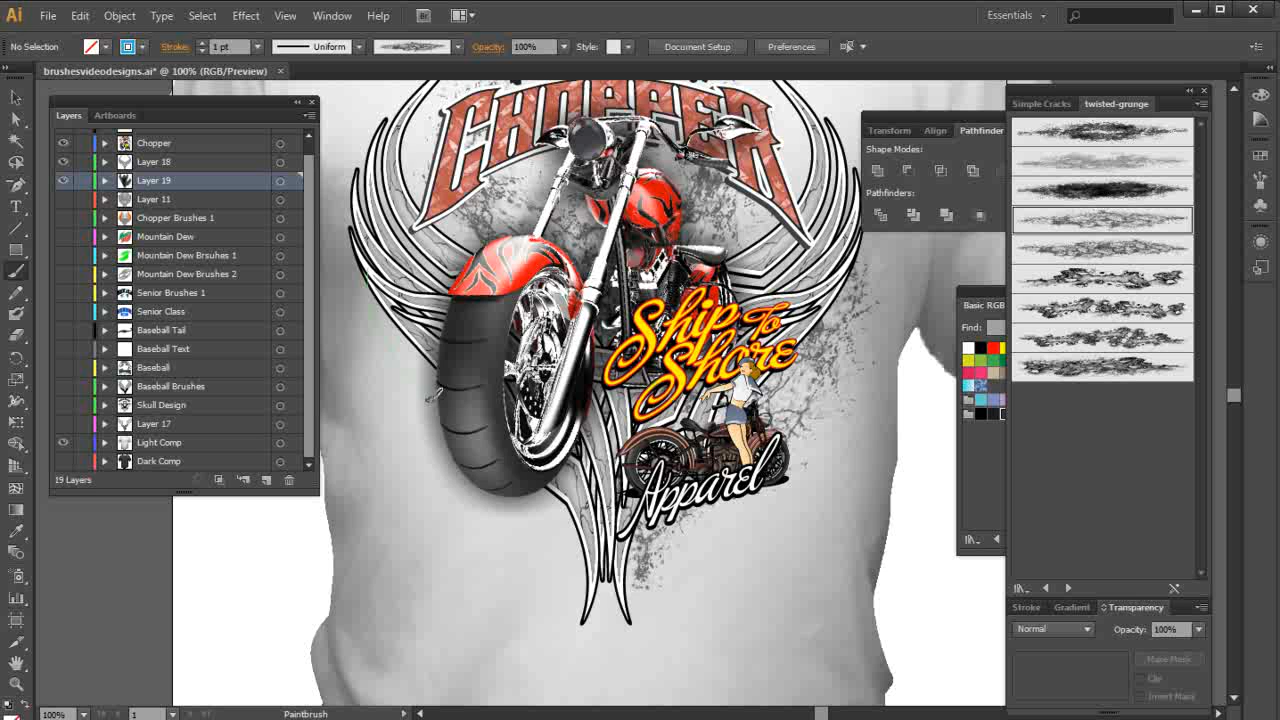 Ai File Edit Object Type Select Effect View Window Help Br Essentials
No Selection Stroke: 1 pt Uniform Opacity: 100% Style: Document Setup Preferences
brushesvideodesigns.ai* @ 100% (RGB/Preview) ×
Layers Artboards
Chopper
Layer 18
Layer 19
Layer 11
Chopper Brushes 1
Mountain Dew
Mountain Dew Brsuhes 1
Mountain Dew Brushes 2
Senior Brushes 1
Senior Class
Baseball Tail
Baseball Text
Baseball
Baseball Brushes
Skull Design
Layer 17
Light Comp
Dark Comp
19 Layers
CHOPPER
Ship To
Shore
Apparel
Transform Align Pathfinder
Shape Modes:
Pathfinders:
Basic RGB
Find:
Simple Cracks twisted-grunge
Stroke Gradient Transparency
Normal Opacity: 100%
Make Mask
Clip
Invert Mask
100% 1 Paintbrush